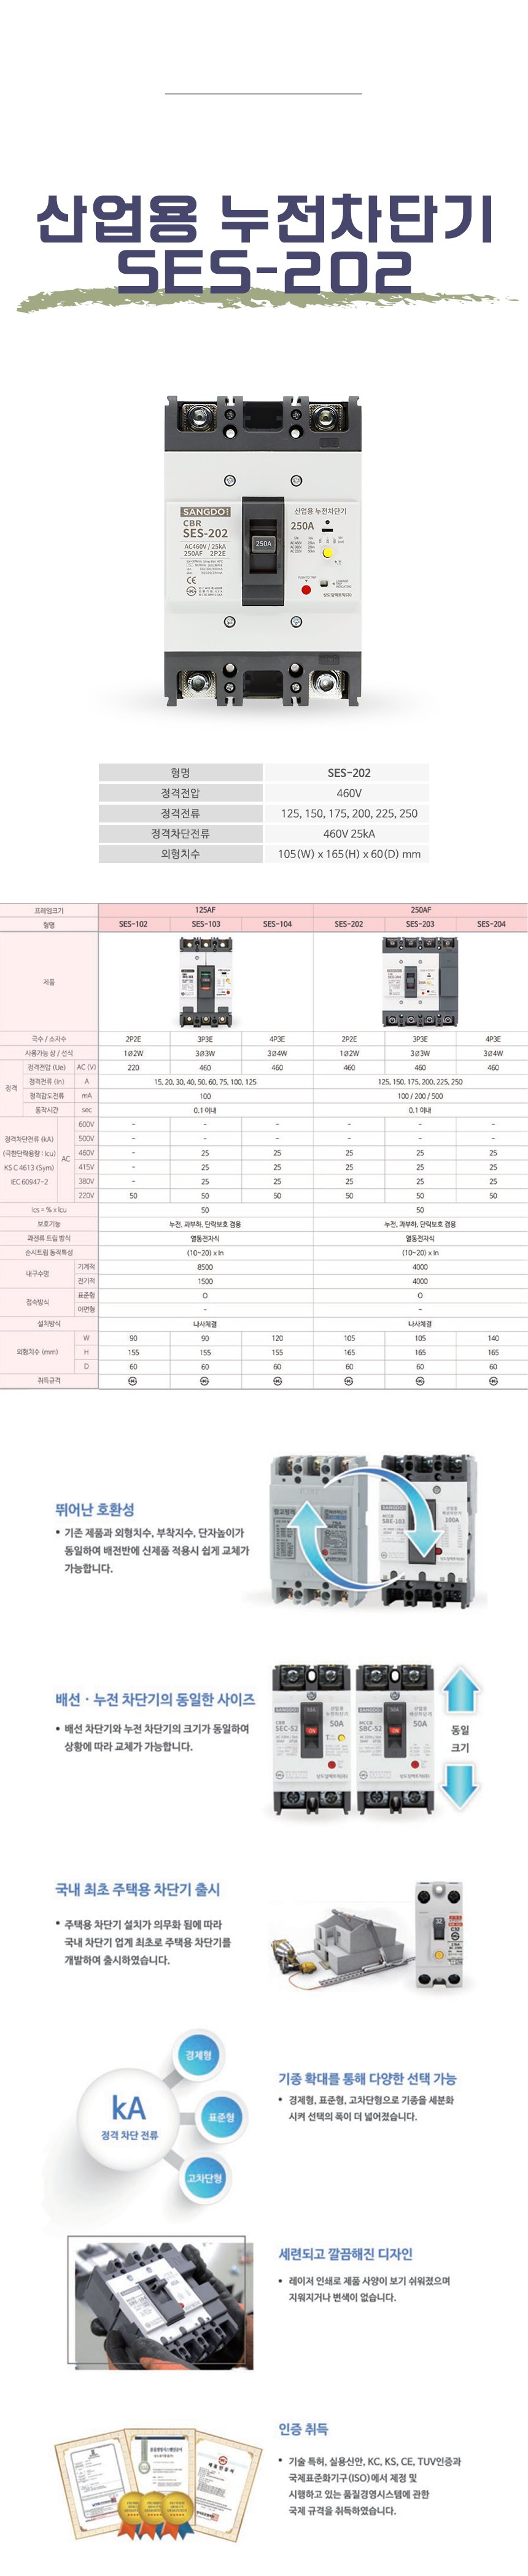 산업용 누전차단기
SES-202
SANGDO
CBR
SES-202
AC460V / 25kA
250AF 2P2E
CE
250A
산업용 누전차단기
250A
형명 SES-202
정격전압 460V
정격전류 125, 150, 175, 200, 225, 250
정격차단전류 460V 25kA
외형치수 105(W) x 165(H) x 60(D) mm
프레임크기 125AF 250AF
형명 SES-102 SES-103 SES-104 SES-202 SES-203 SES-204
제품
극수 / 소자수 2P2E 3P3E 4P3E 2P2E 3P3E 4P3E
사용가능 상 / 선식 1Ø2W 3Ø3W 3Ø4W 1Ø2W 3Ø3W 3Ø4W
정격 정격전압 (Ue) AC (V) 220 460 460 460 460 460
정격전류 (In) A 15, 20, 30, 40, 50, 60, 75, 100, 125 125, 150, 175, 200, 225, 250
정격감도전류 mA 100 100 / 200 / 500
동작시간 sec 0.1 이내 0.1 이내
정격차단전류 (kA) (극한단락용량 : Icu) KS C 4613 (Sym) IEC 60947-2 AC
600V - - - - - -
500V - - - - - -
460V - 25 25 25 25 25
415V - 25 25 25 25 25
380V - 25 25 25 25 25
220V 50 50 50 50 50 50
Ics = % x Icu 50 50
보호기능 누전, 과부하, 단락보호 겸용 누전, 과부하, 단락보호 겸용
과전류 트립 방식 열동전자식 열동전자식
순시트립 동작특성 (10~20) x In (10~20) x In
내구수명 기계적 8500 4000
전기적 1500 4000
접속방식 표준형 O O
이면형 - -
설치방식 나사체결 나사체결
외형치수 (mm) W 90 90 120 105 105 140
H 155 155 155 165 165 165
D 60 60 60 60 60 60
취득규격
뛰어난 호환성
• 기존 제품과 외형치수, 부착지수, 단자높이가
동일하여 배전반에 신제품 적용시 쉽게 교체가
가능합니다.
SBE-103
100A
배선 · 누전 차단기의 동일한 사이즈
• 배선 차단기와 누전 차단기의 크기가 동일하여
상황에 따라 교체가 가능합니다.
SEC-52
50A
SBC-52
50A
동일
크기
국내 최초 주택용 차단기 출시
• 주택용 차단기 설치가 의무화 됨에 따라
국내 차단기 업계 최초로 주택용 차단기를
개발하여 출시하였습니다.
32
C32
kA
정격 차단 전류
경제형
표준형
고차단형
기종 확대를 통해 다양한 선택 가능
• 경제형, 표준형, 고차단형으로 기종을 세분화
시켜 선택의 폭이 더 넓어졌습니다.
세련되고 깔끔해진 디자인
• 레이저 인쇄로 제품 사양이 보기 쉬워졌으며
지워지거나 변색이 없습니다.
인증 취득
• 기술 특허, 실용신안, KC, KS, CE, TUV인증과
국제표준화기구(ISO)에서 제정 및
시행하고 있는 품질경영시스템에 관한
국제 규격을 취득하였습니다.